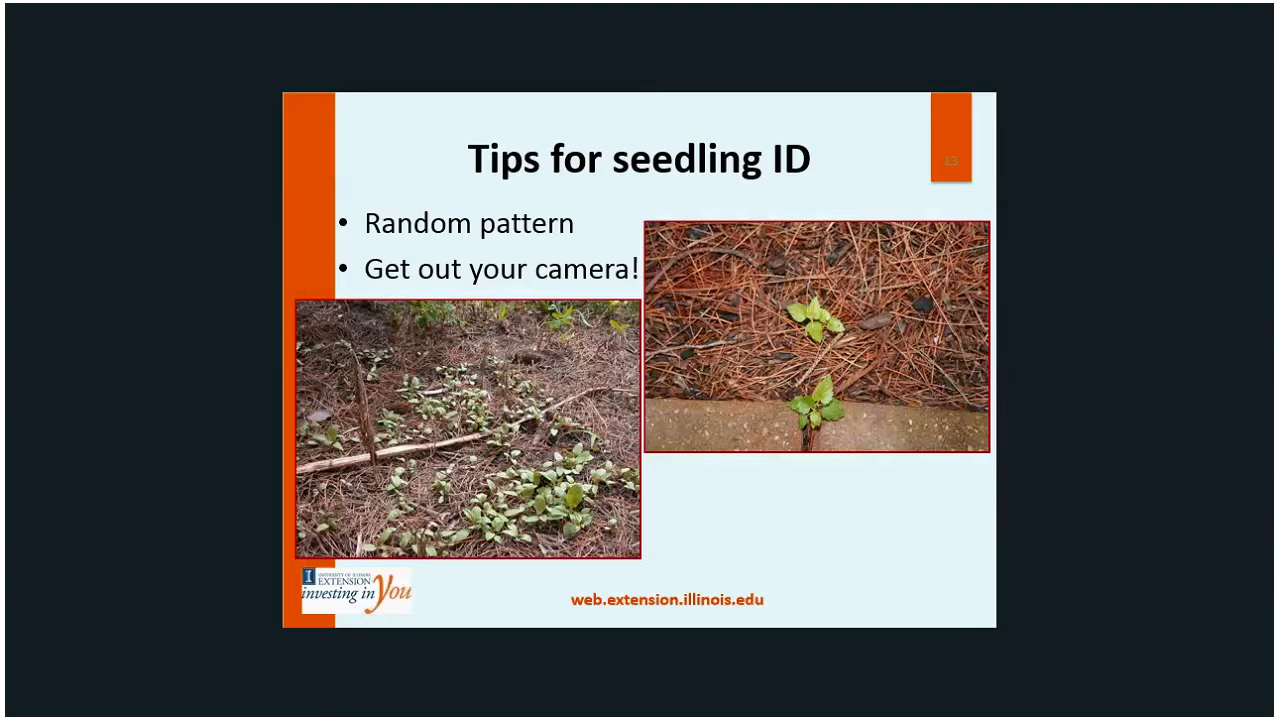 Tips for seedling ID
• Random pattern
• Get out your camera!
I
UNIVERSITY OF ILLINOIS
EXTENSION
investing in You
web.extension.illinois.edu